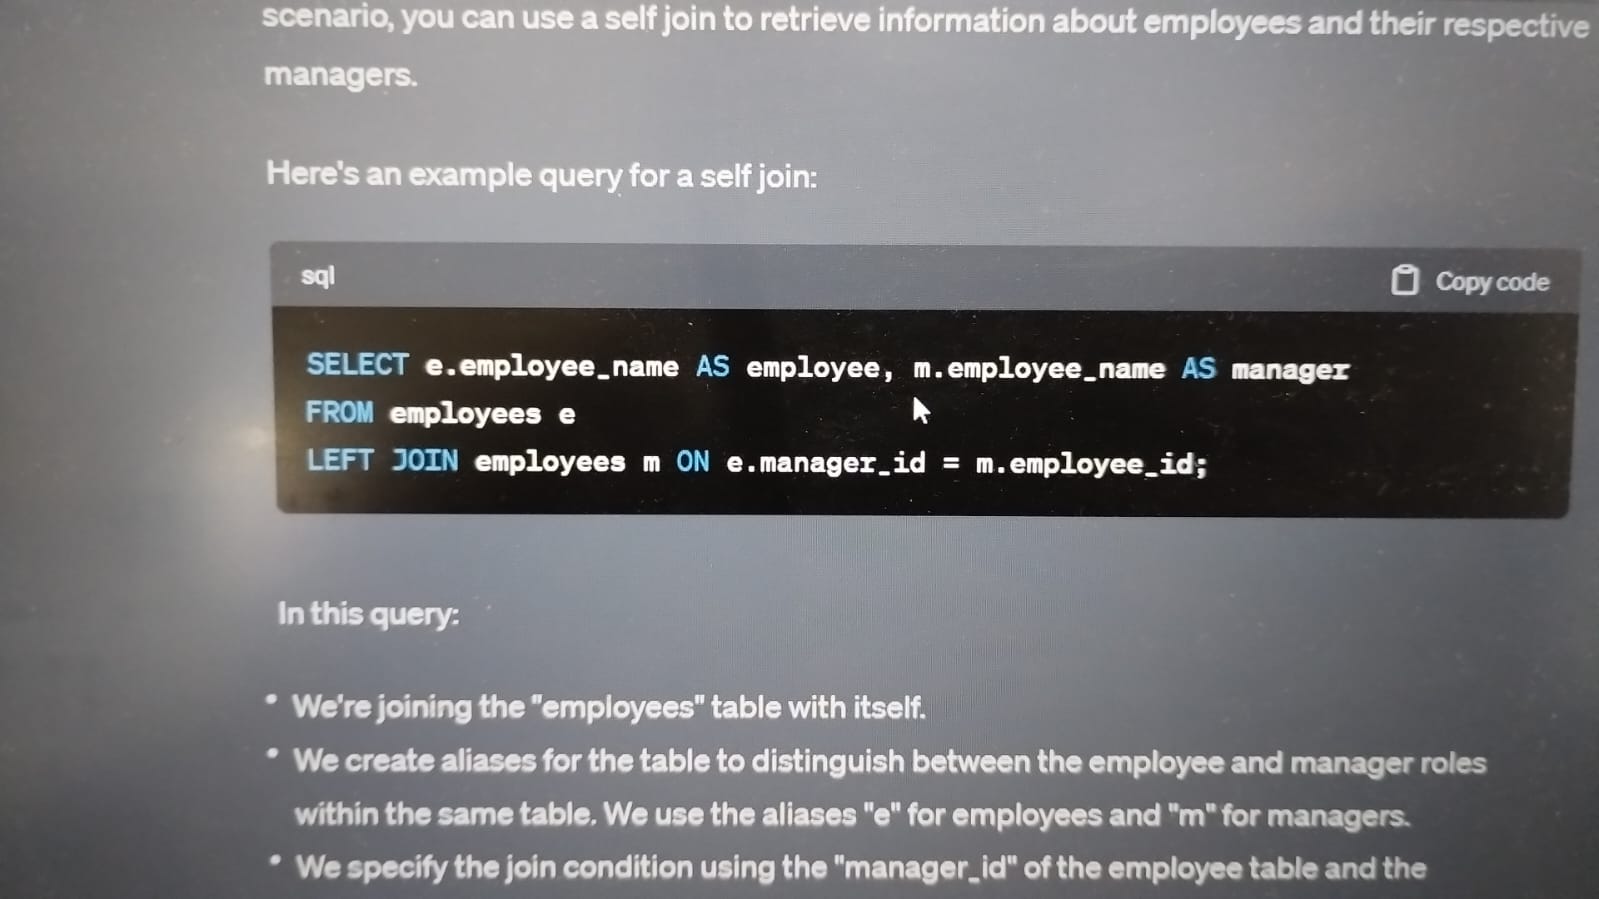 scenario, you can use a self join to retrieve information about employees and their respective
managers.
Here's an example query for a self join:
sql
Copy code
SELECT e.employee_name AS employee, m.employee_name AS manager
FROM employees e
LEFT JOIN employees m ON e.manager_id = m.employee_id;
In this query:
• We're joining the "employees" table with itself.
• We create aliases for the table to distinguish between the employee and manager roles
within the same table. We use the aliases "e" for employees and "m" for managers.
• We specify the join condition using the "manager_id" of the employee table and the